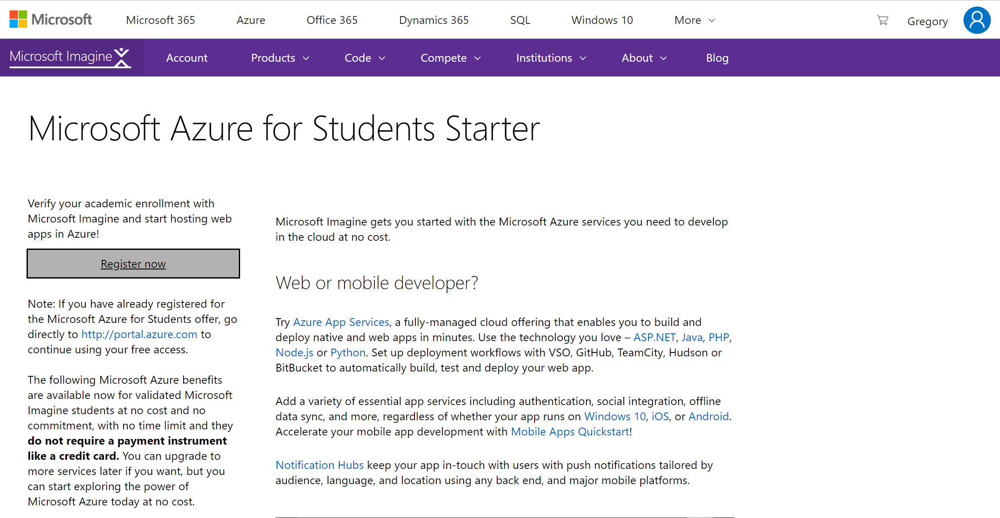 Microsoft Microsoft 365 Azure Office 365 Dynamics 365 SQL Windows 10 More Gregory
Microsoft Imagine Account Products Code Compete Institutions About Blog
Microsoft Azure for Students Starter
Verify your academic enrollment with
Microsoft Imagine and start hosting web
apps in Azure!
Register now
Note: If you have already registered for
the Microsoft Azure for Students offer, go
directly to http://portal.azure.com to
continue using your free access.
The following Microsoft Azure benefits
are available now for validated Microsoft
Imagine students at no cost and no
commitment, with no time limit and they
do not require a payment instrument
like a credit card. You can upgrade to
more services later if you want, but you
can start exploring the power of
Microsoft Azure today at no cost.
Microsoft Imagine gets you started with the Microsoft Azure services you need to develop
in the cloud at no cost.
Web or mobile developer?
Try Azure App Services, a fully-managed cloud offering that enables you to build and
deploy native and web apps in minutes. Use the technology you love – ASP.NET, Java, PHP,
Node.js or Python. Set up deployment workflows with VSO, GitHub, TeamCity, Hudson or
BitBucket to automatically build, test and deploy your web app.
Add a variety of essential app services including authentication, social integration, offline
data sync, and more, regardless of whether your app runs on Windows 10, iOS, or Android.
Accelerate your mobile app development with Mobile Apps Quickstart!
Notification Hubs keep your app in-touch with users with push notifications tailored by
audience, language, and location using any back end, and major mobile platforms.